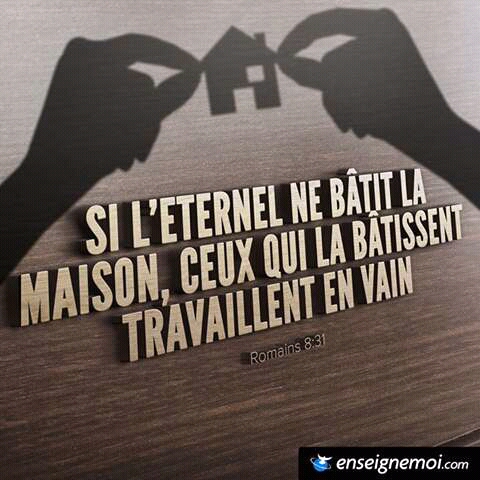 SI L'ETERNEL NE BÂTIT LA
MAISON, CEUX QUI LA BÂTISSENT
TRAVAILLENT EN VAIN
Romains 8:31
enseignemoi.com